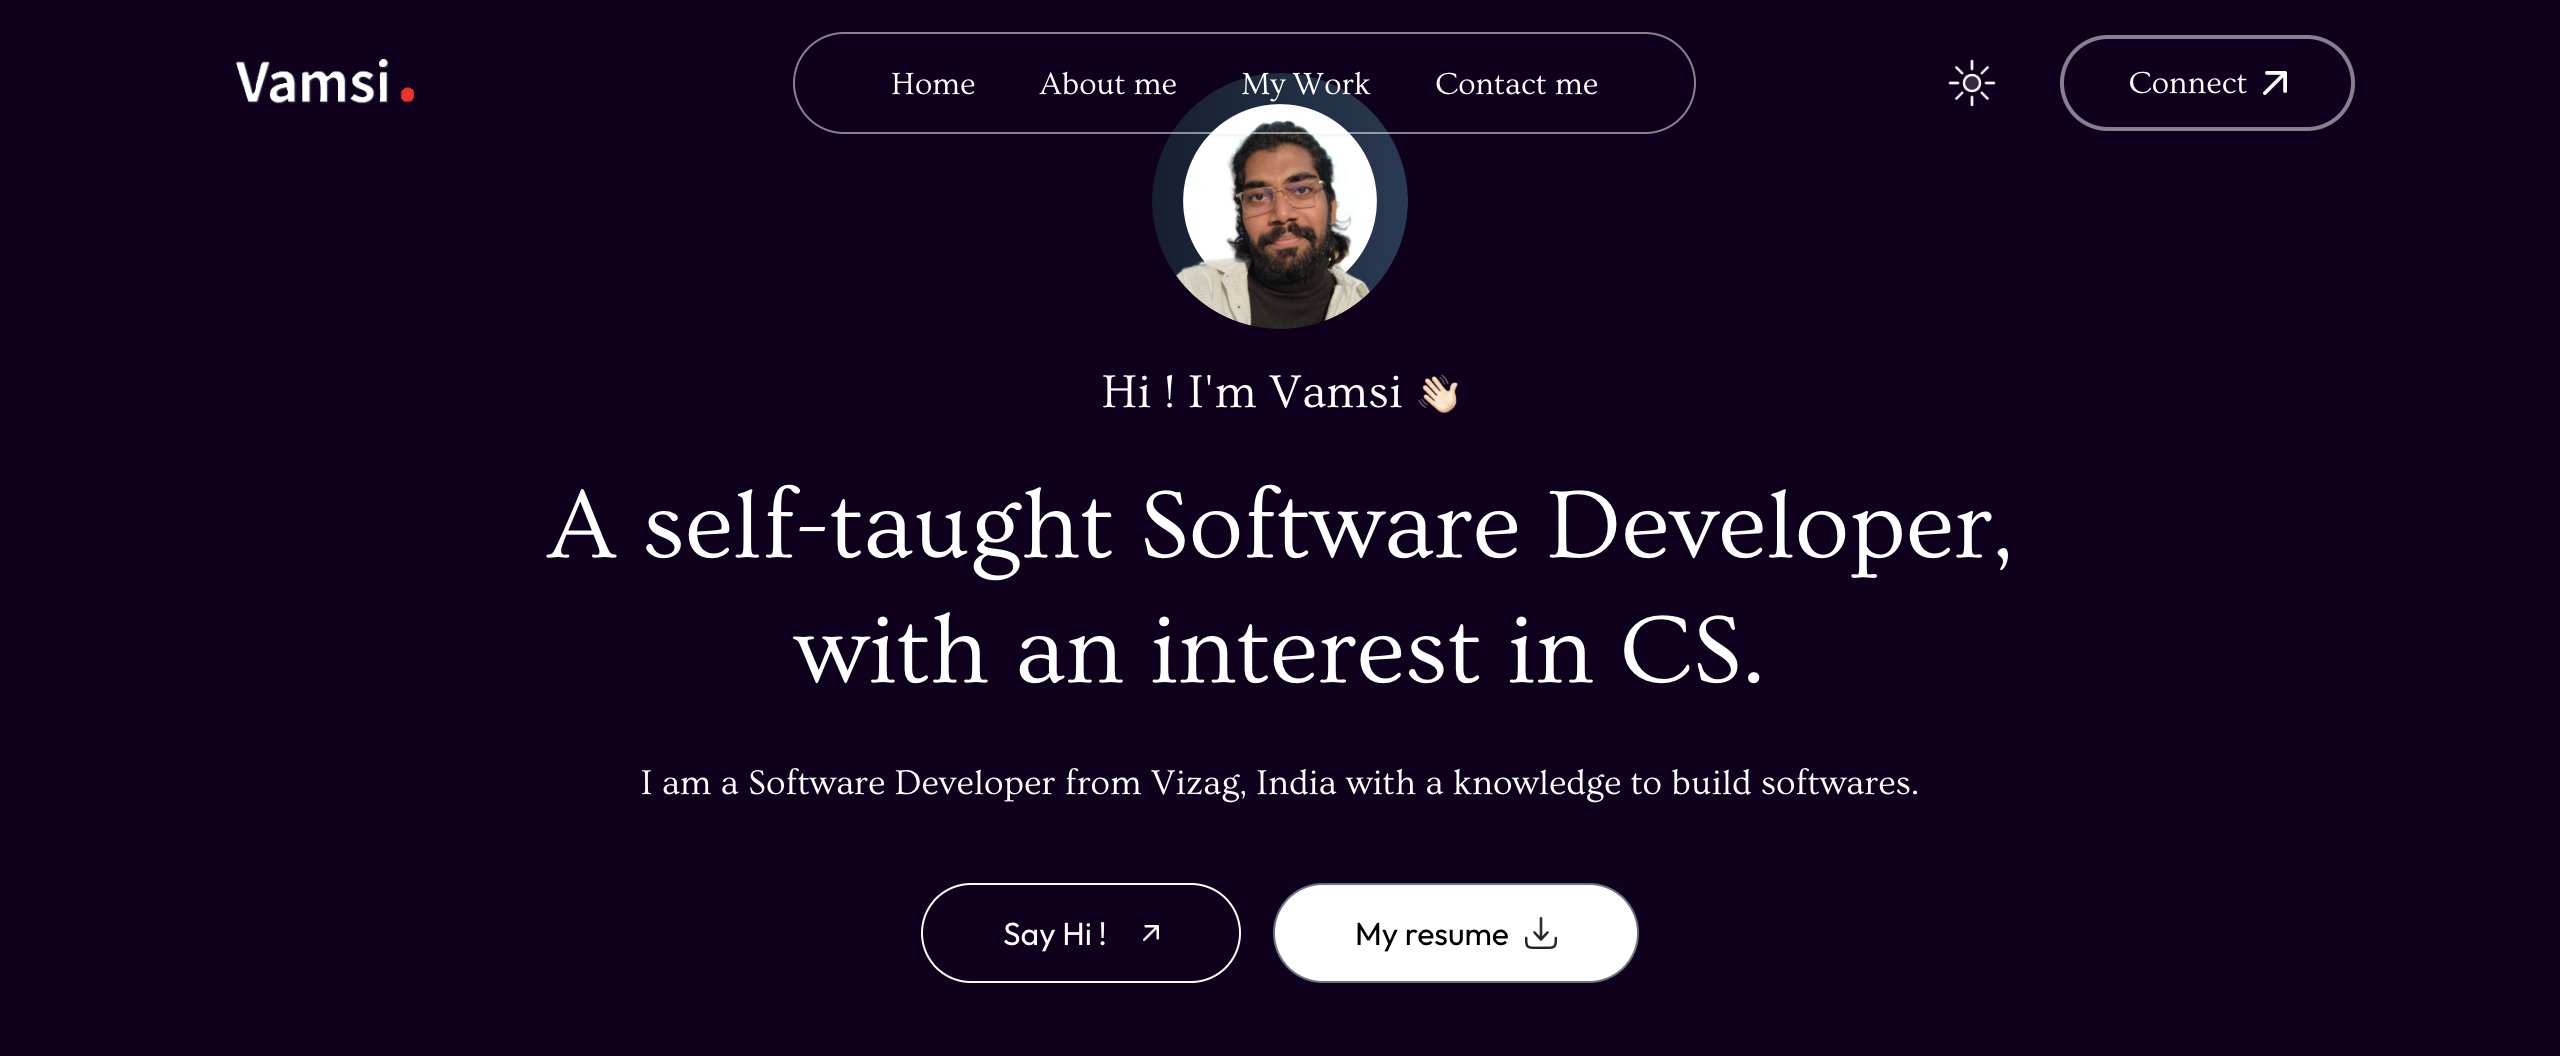 Vamsi.
Home About me My Work Contact me
Connect
Hi ! I'm Vamsi 👋🏻
A self-taught Software Developer,
with an interest in CS.
I am a Software Developer from Vizag, India with a knowledge to build softwares.
Say Hi !
My resume